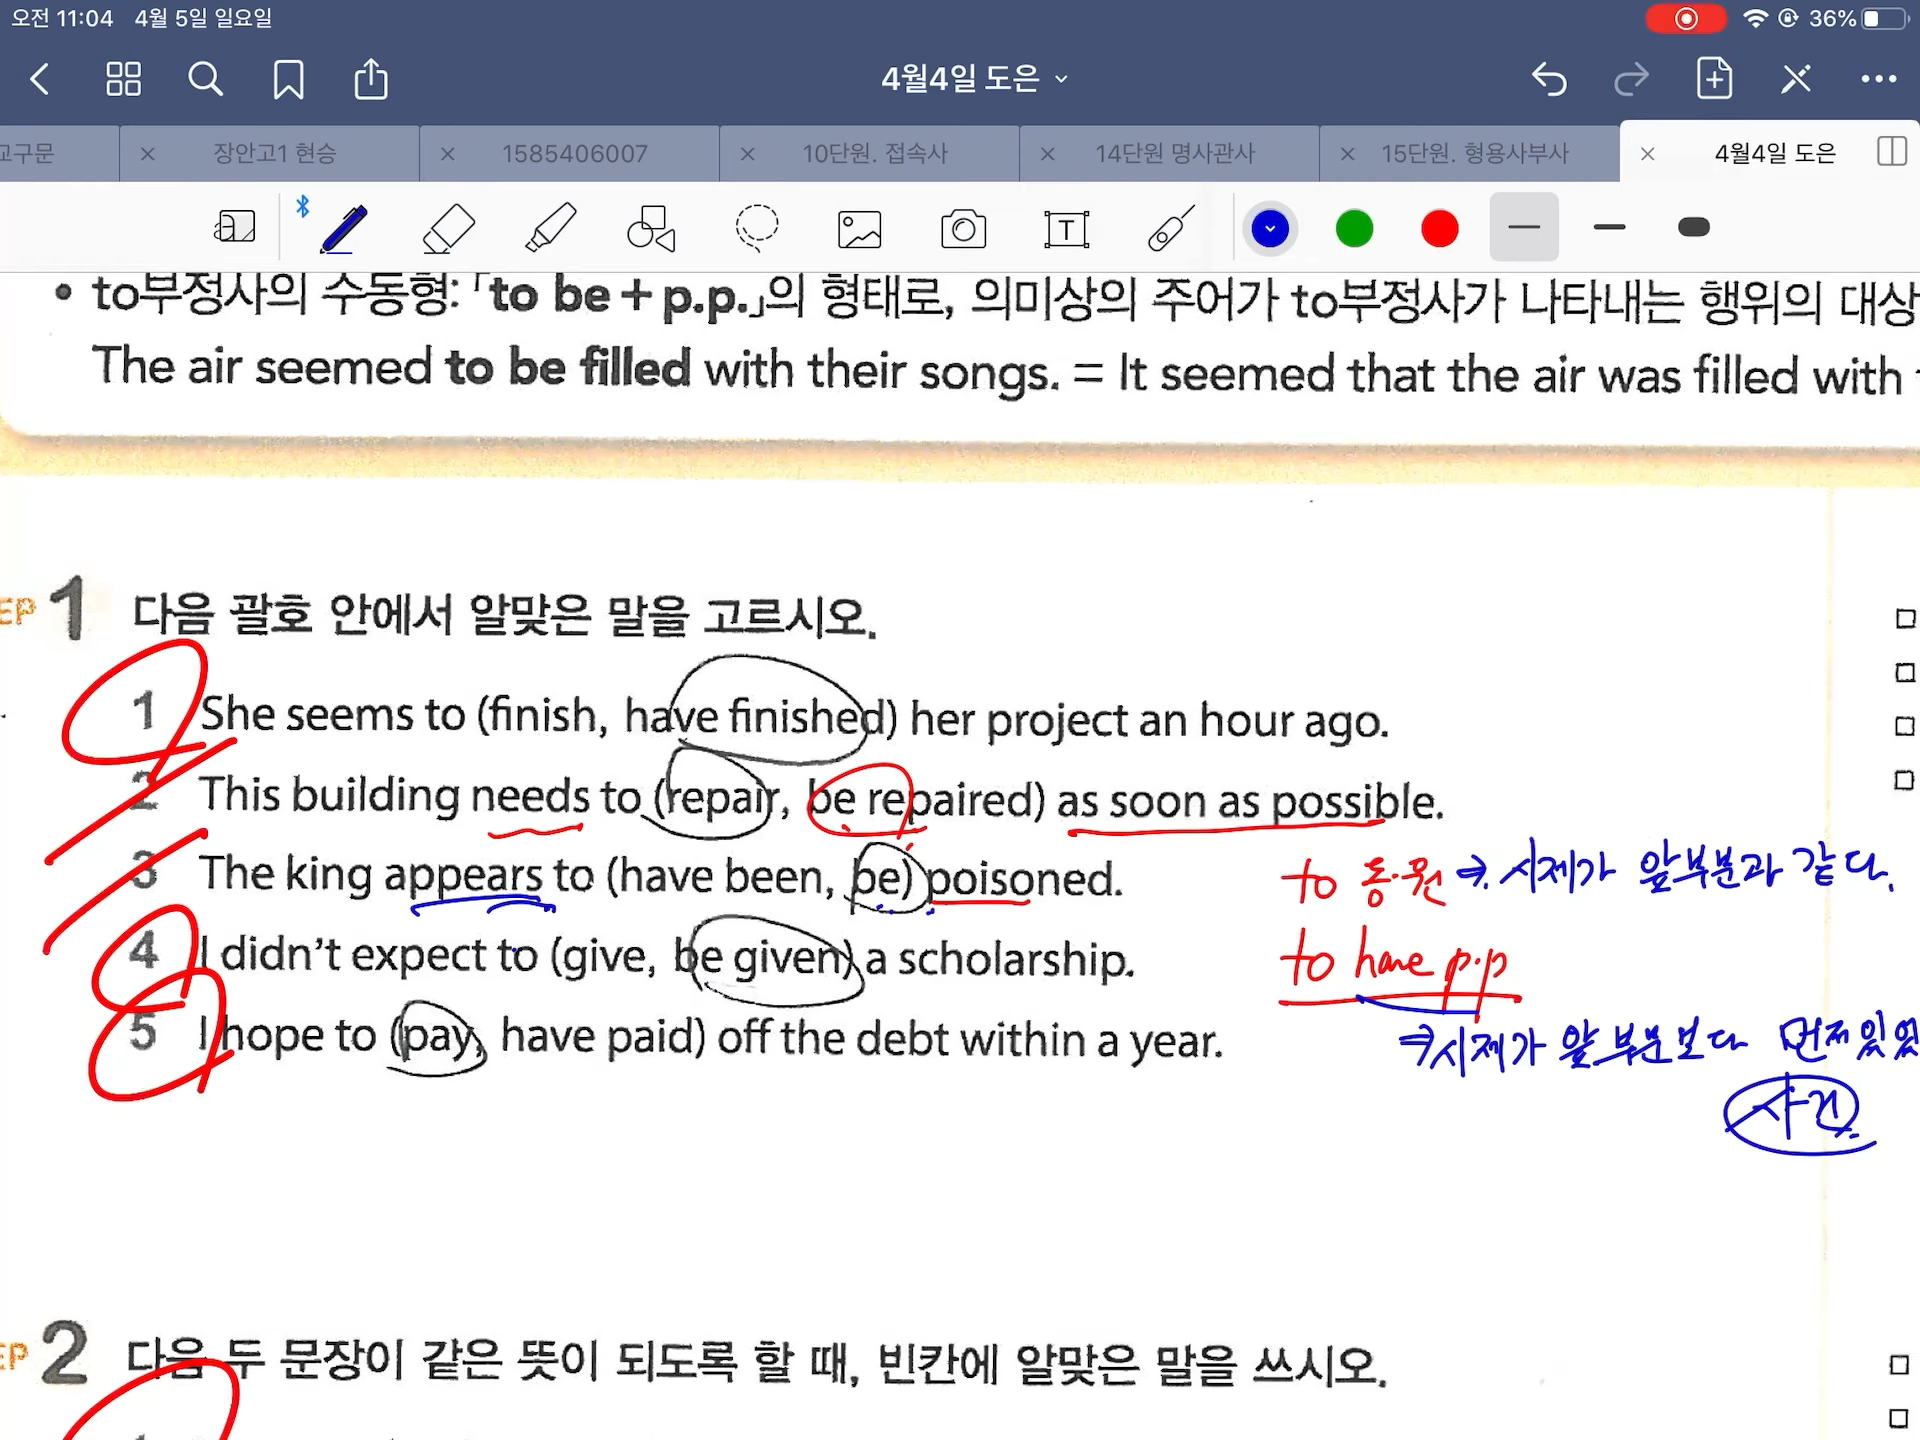 오전 11:04 4월 5일 일요일 36%
4월4일 도은
고구문 장안고1 현승 1585406007 10단원. 접속사 14단원 명사관사 15단원. 형용사부사 4월4일 도은
• to부정사의 수동형: 「to be + p.p.」의 형태로, 의미상의 주어가 to부정사가 나타내는 행위의 대상
The air seemed to be filled with their songs. = It seemed that the air was filled with
EP 1 다음 괄호 안에서 알맞은 말을 고르시오.
1 She seems to (finish, have finished) her project an hour ago.
2 This building needs to (repair, be repaired) as soon as possible.
3 The king appears to (have been, be) poisoned.
to 동.원 ⇒ 시제가 앞부분과 같다.
4 I didn't expect to (give, be given) a scholarship.
to have p.p
5 I hope to (pay, have paid) off the debt within a year.
⇒ 시제가 앞부분보다 먼저있었
사건
EP 2 다음 두 문장이 같은 뜻이 되도록 할 때, 빈칸에 알맞은 말을 쓰시오.